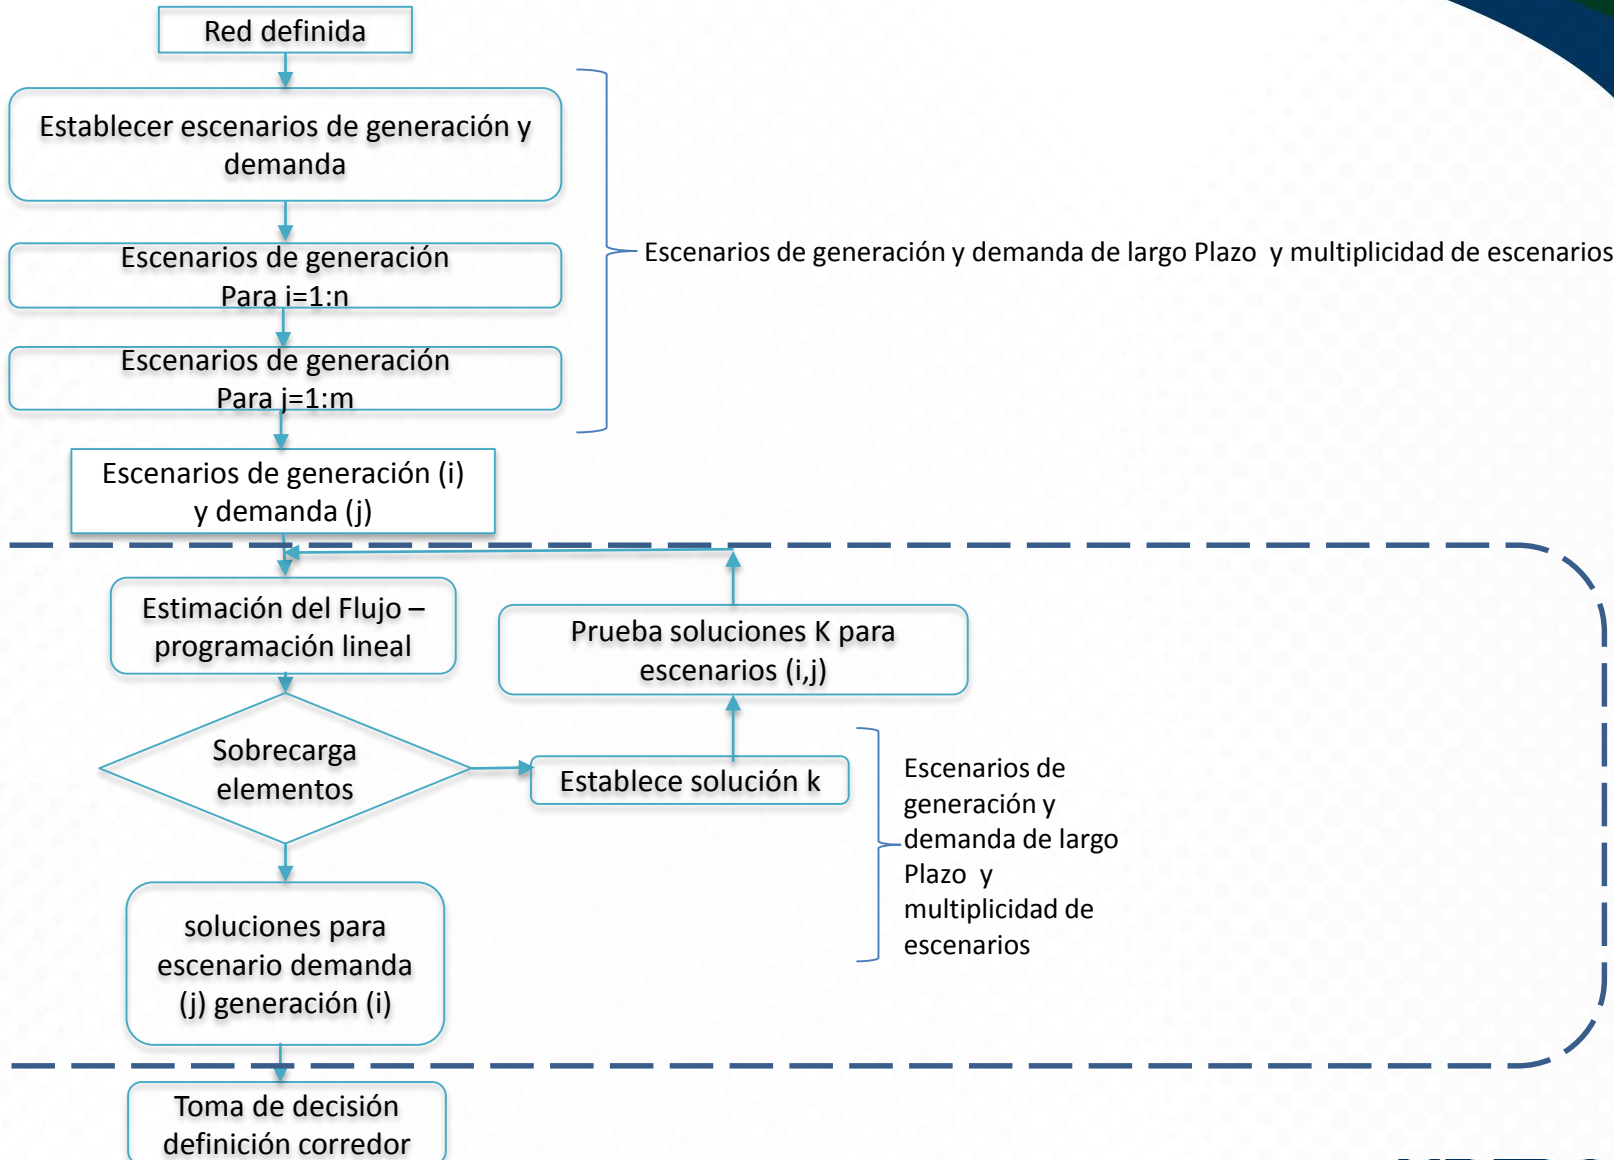 Red definida
Establecer escenarios de generación y
demanda
Escenarios de generación
Para i=1:n
Escenarios de generación y demanda de largo Plazo y multiplicidad de escenarios
Escenarios de generación
Para j=1:m
Escenarios de generación (i)
y demanda (j)
Estimación del Flujo –
programación lineal
Prueba soluciones K para
escenarios (i,j)
Sobrecarga
elementos
Establece solución k
Escenarios de
generación y
demanda de largo
Plazo y
multiplicidad de
escenarios
soluciones para
escenario demanda
(j) generación (i)
Toma de decisión
definición corredor